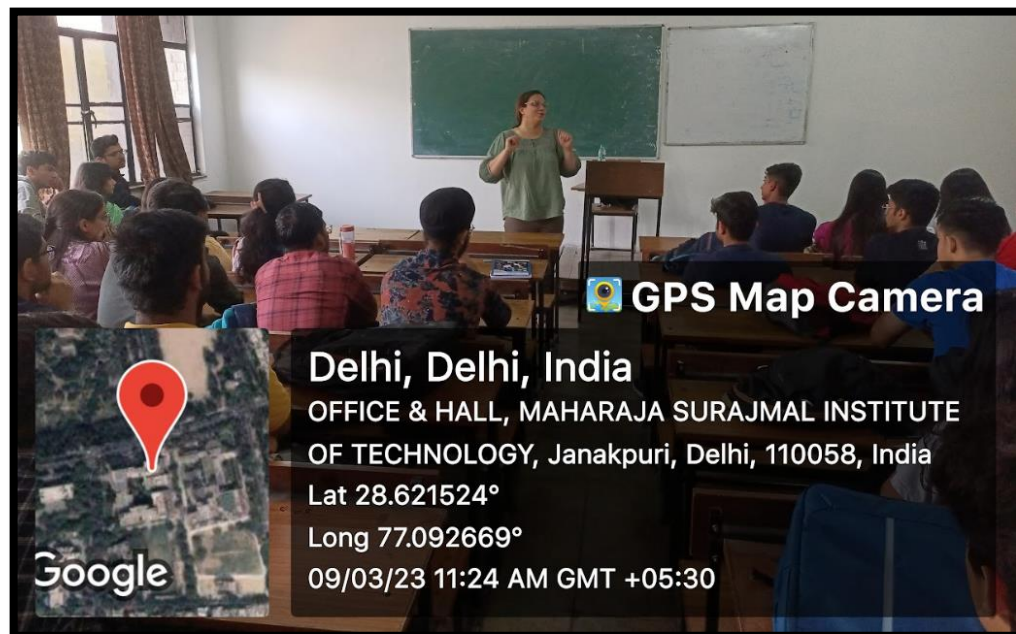 GPS Map Camera
Delhi, Delhi, India
OFFICE & HALL, MAHARAJA SURAJMAL INSTITUTE
OF TECHNOLOGY, Janakpuri, Delhi, 110058, India
Lat 28.621524°
Long 77.092669°
09/03/23 11:24 AM GMT +05:30
Google